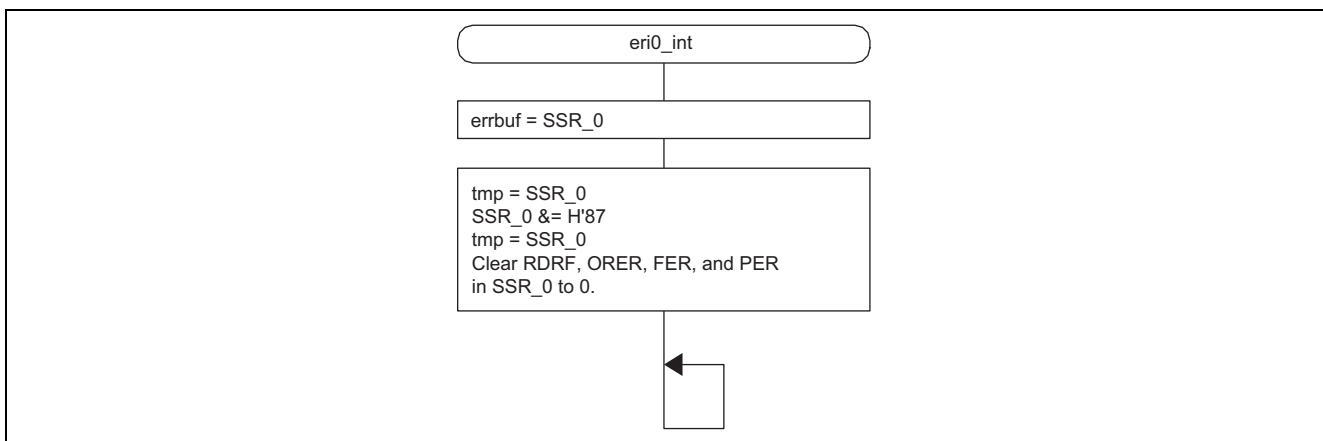 eri0_int
errbuf = SSR_0
tmp = SSR_0
SSR_0 &= H'87
tmp = SSR_0
Clear RDRF, ORER, FER, and PER
in SSR_0 to 0.